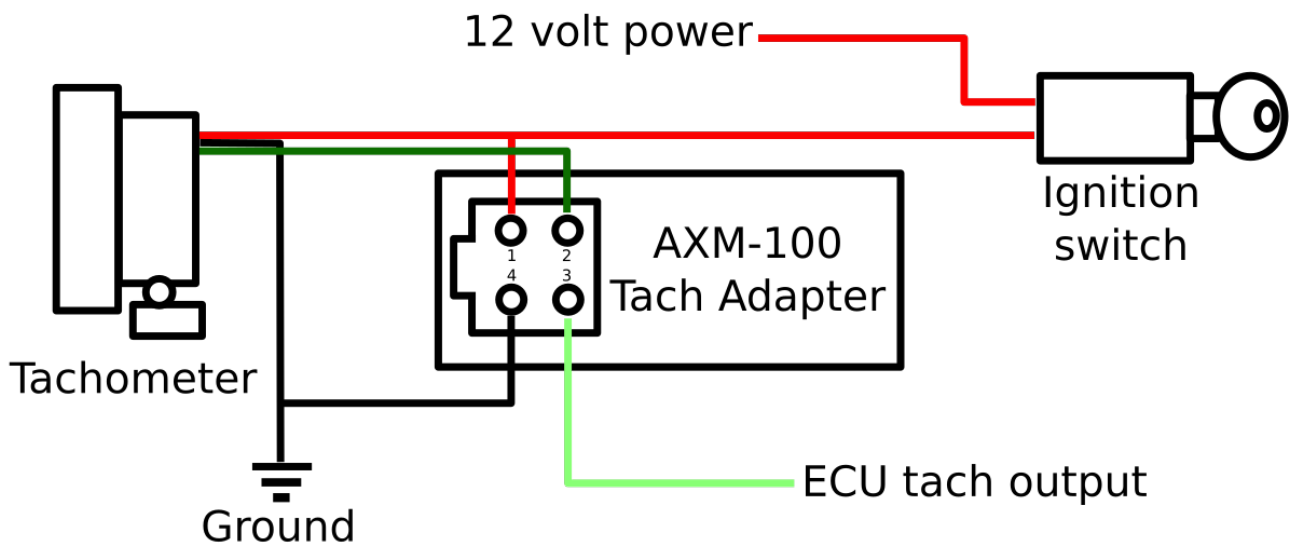 12 volt power
Ignition
switch
AXM-100
Tach Adapter
1 2
4 3
Tachometer
ECU tach output
Ground